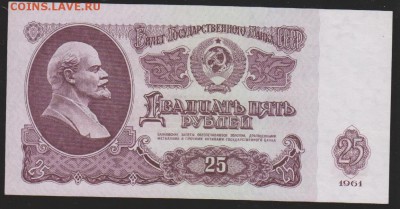 COINS.LAVE.RU
Билет Государственного Банка СССР
Двадцать пять
рублей
25
25
1961